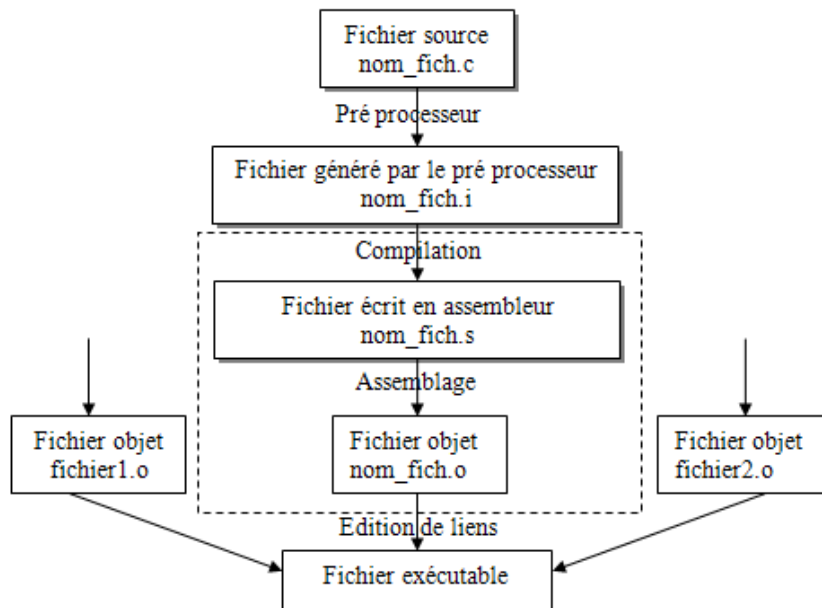 Fichier source
nom_fich.c
Pré processeur
Fichier généré par le pré processeur
nom_fich.i
Compilation
Fichier écrit en assembleur
nom_fich.s
Assemblage
Fichier objet
fichier1.o
Fichier objet
nom_fich.o
Fichier objet
fichier2.o
Edition de liens
Fichier exécutable